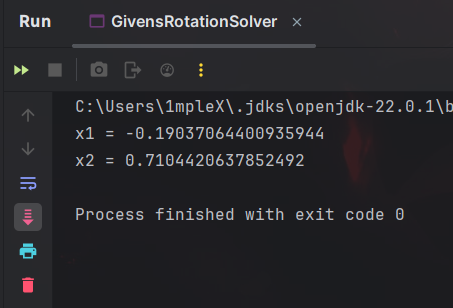 Run GivensRotationSolver
C:\Users\1mpleX\.jdks\openjdk-22.0.1\b
x1 = -0.19037064400935944
x2 = 0.7104420637852492
Process finished with exit code 0